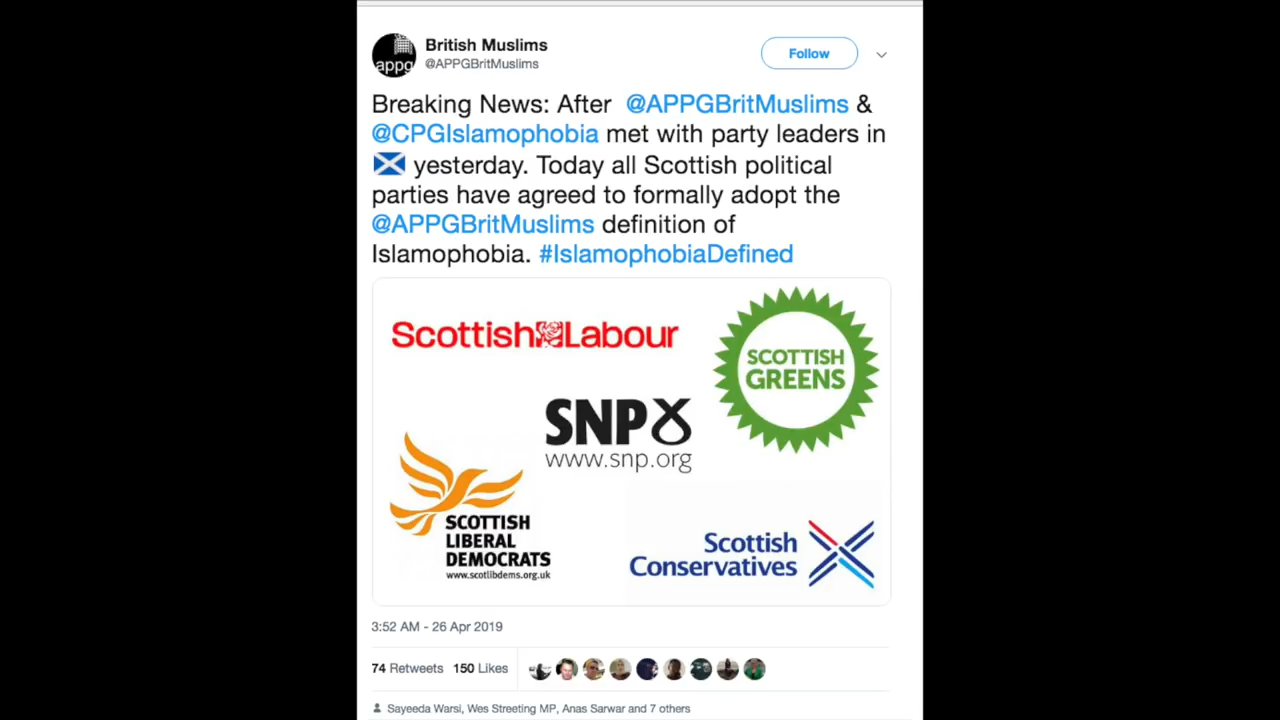 appg
British Muslims
@APPGBritMuslims
Follow
Breaking News: After @APPGBritMuslims &
@CPGIslamophobia met with party leaders in
yesterday. Today all Scottish political
parties have agreed to formally adopt the
@APPGBritMuslims definition of
Islamophobia. #IslamophobiaDefined
Scottish Labour
SCOTTISH
GREENS
SNP
www.snp.org
SCOTTISH
LIBERAL
DEMOCRATS
www.scotlibdems.org.uk
Scottish
Conservatives
3:52 AM - 26 Apr 2019
74 Retweets 150 Likes
Sayeeda Warsi, Wes Streeting MP, Anas Sarwar and 7 others